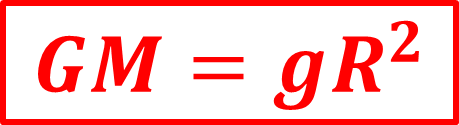 GM = gR²